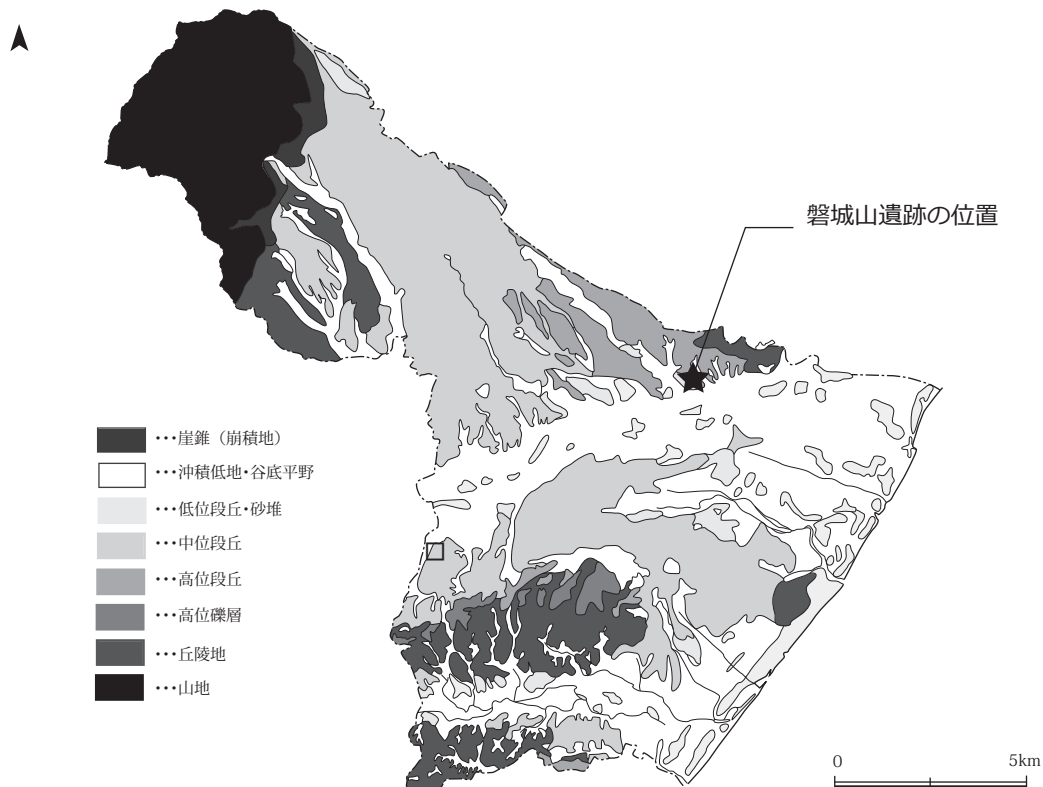 磐城山遺跡の位置
･･･崖錐（崩積地）
･･･沖積低地・谷底平野
･･･低位段丘・砂堆
･･･中位段丘
･･･高位段丘
･･･高位礫層
･･･丘陵地
･･･山地
0 5km